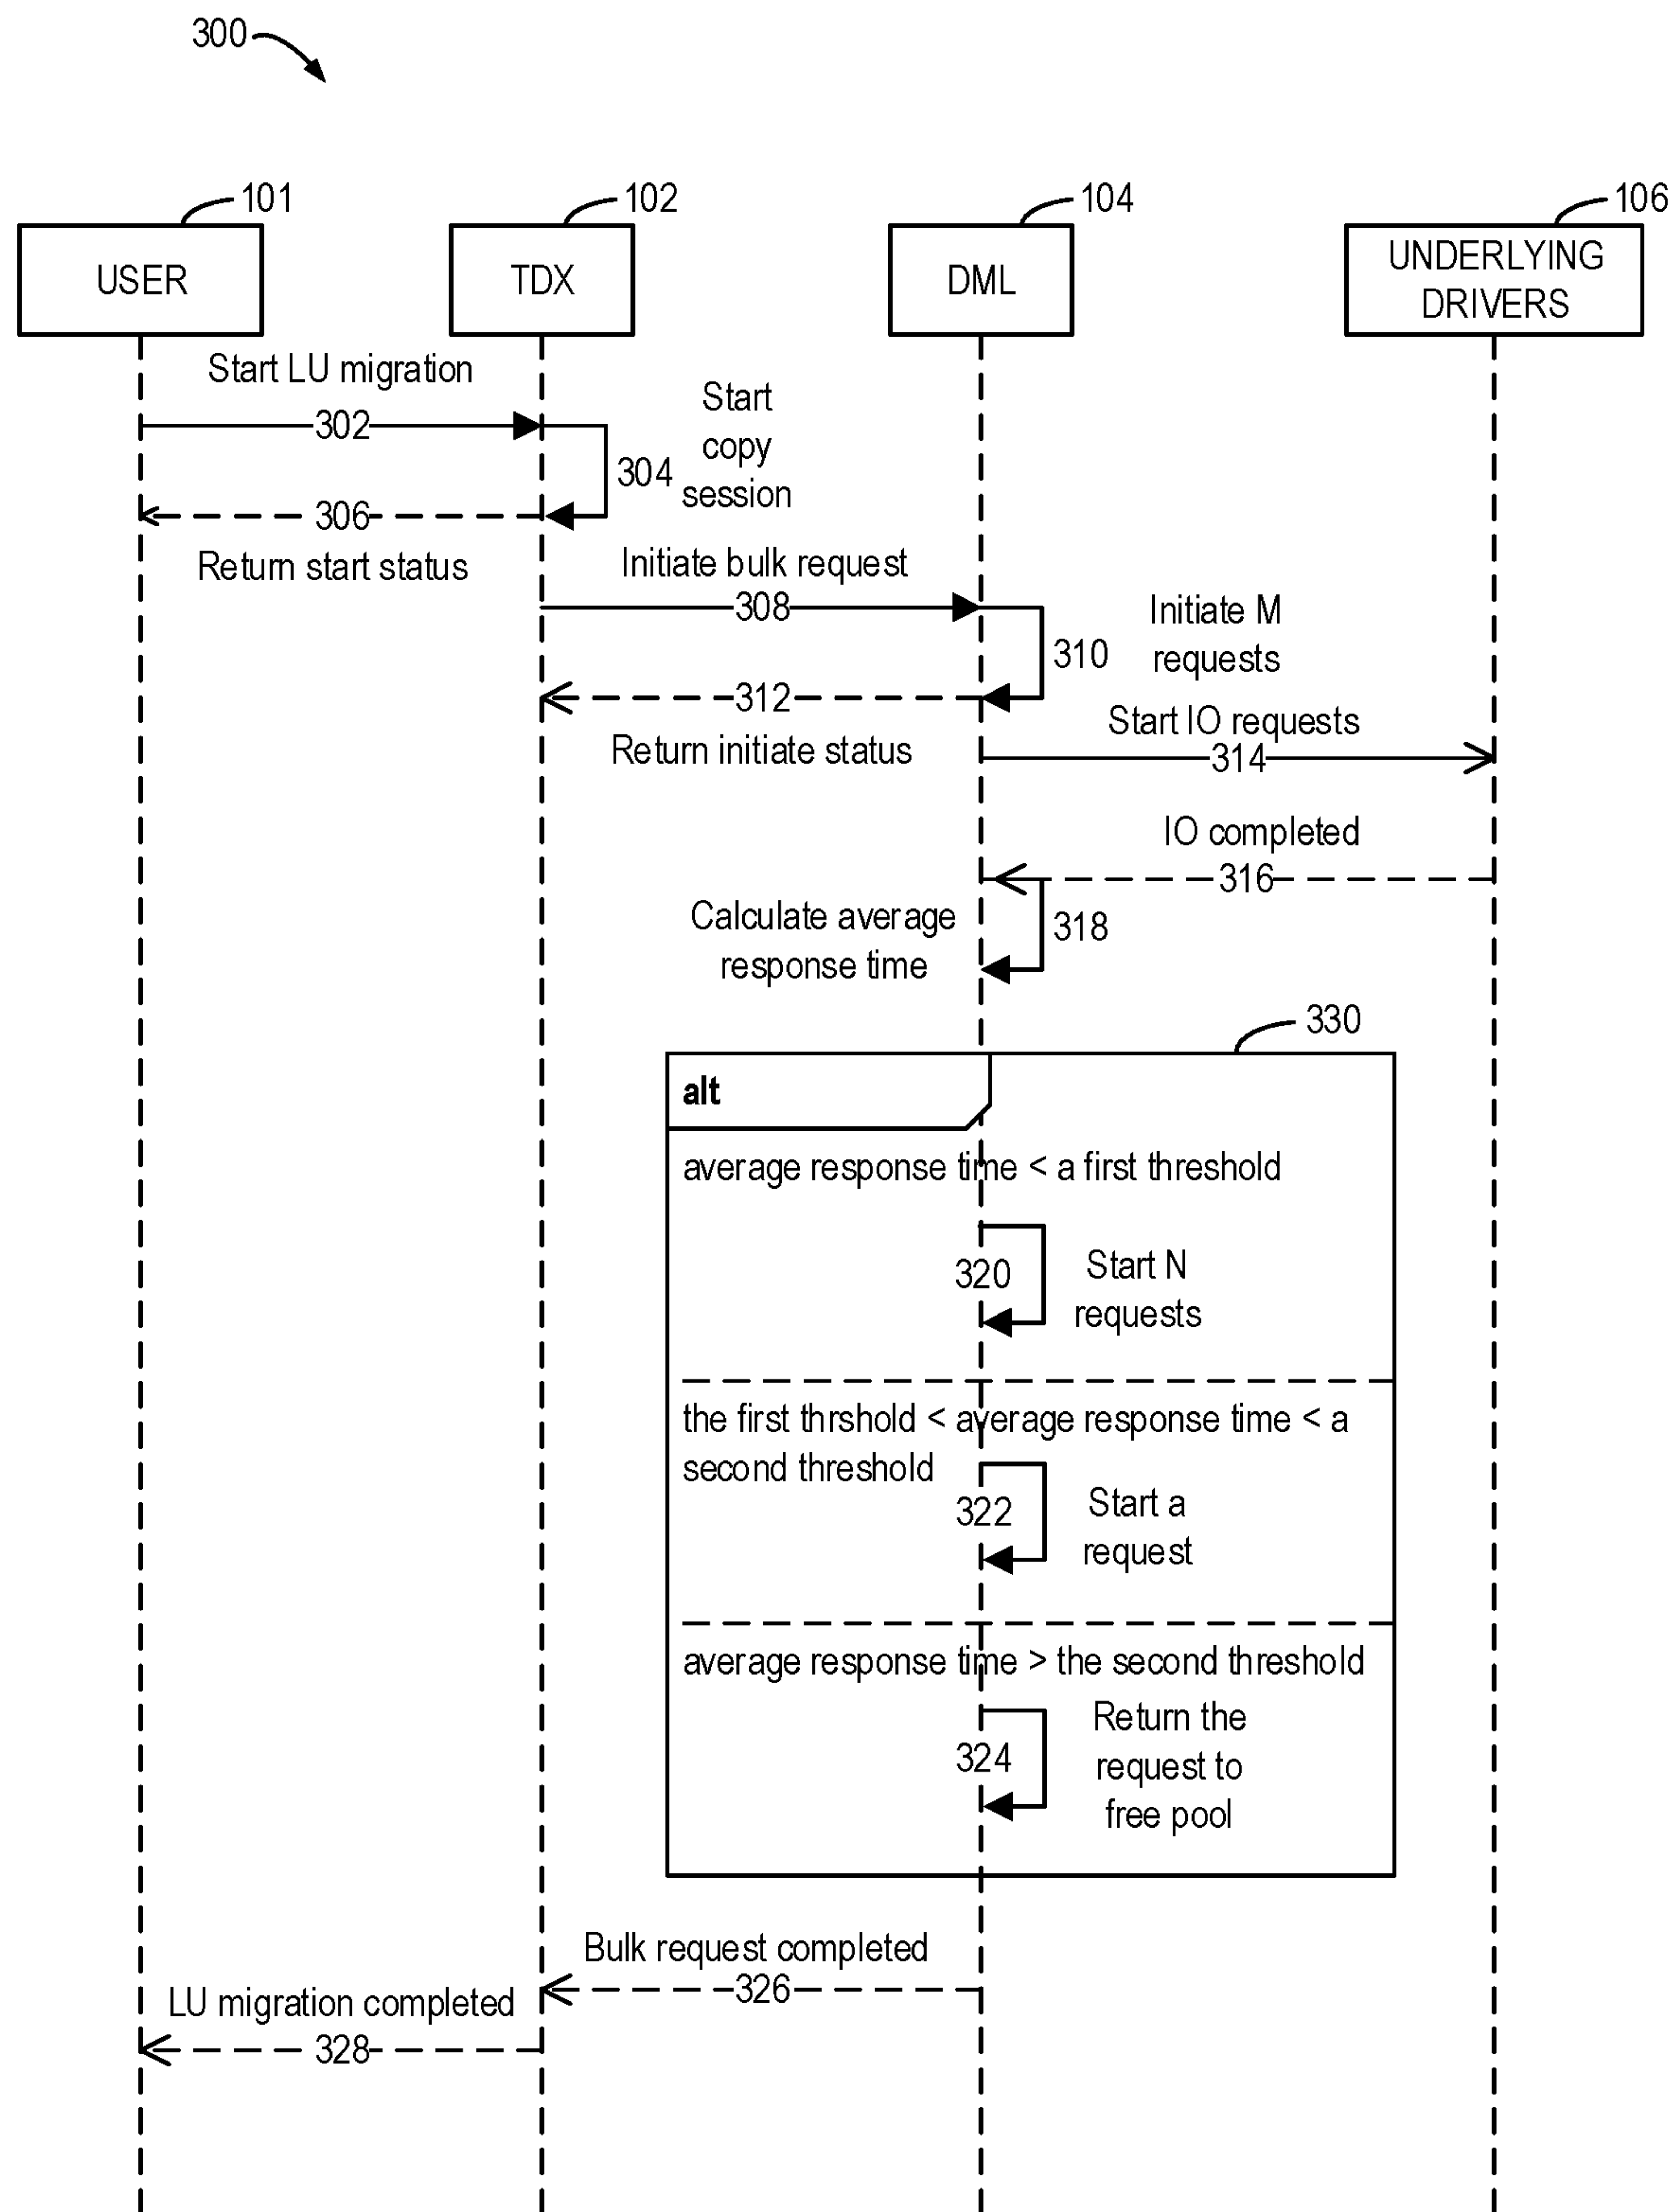 300
101
102
104
106
USER
TDX
DML
UNDERLYING
DRIVERS
Start LU migration
302
Start
copy
session
304
306
Return start status
Initiate bulk request
308
Initiate M
requests
310
312
Return initiate status
Start IO requests
314
IO completed
316
318
Calculate average
response time
330
alt
average response time < a first threshold
320
Start N
requests
the first thrshold < average response time < a
second threshold
322
Start a
request
average response time > the second threshold
324
Return the
request to
free pool
Bulk request completed
326
LU migration completed
328